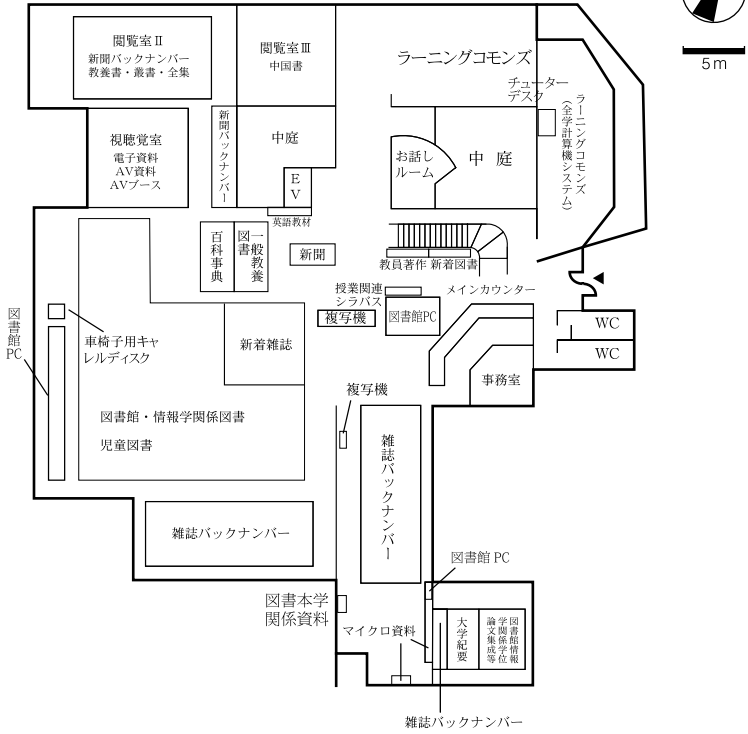 閲覧室Ⅱ
新聞バックナンバー
教養書・叢書・全集
閲覧室Ⅲ
中国書
ラーニングコモンズ
5m
チューター
デスク
ラーニングコモンズ
(全学計算機システム)
視聴覚室
電子資料
AV資料
AVブース
新聞バックナンバー
中庭
EV
お話し
ルーム
中庭
英語教材
百科事典
一般教養
図書
新聞
教員著作
新着図書
授業関連
シラバス
メインカウンター
複写機
図書館PC
WC
WC
図書館
PC
車椅子用キャ
レルディスク
新着雑誌
事務室
複写機
図書館・情報学関係図書
児童図書
雑誌バックナンバー
雑誌バックナンバー
図書館 PC
図書本学
関係資料
マイクロ資料
大学紀要
図書館情報
学関係学位
論文集成等
雑誌バックナンバー